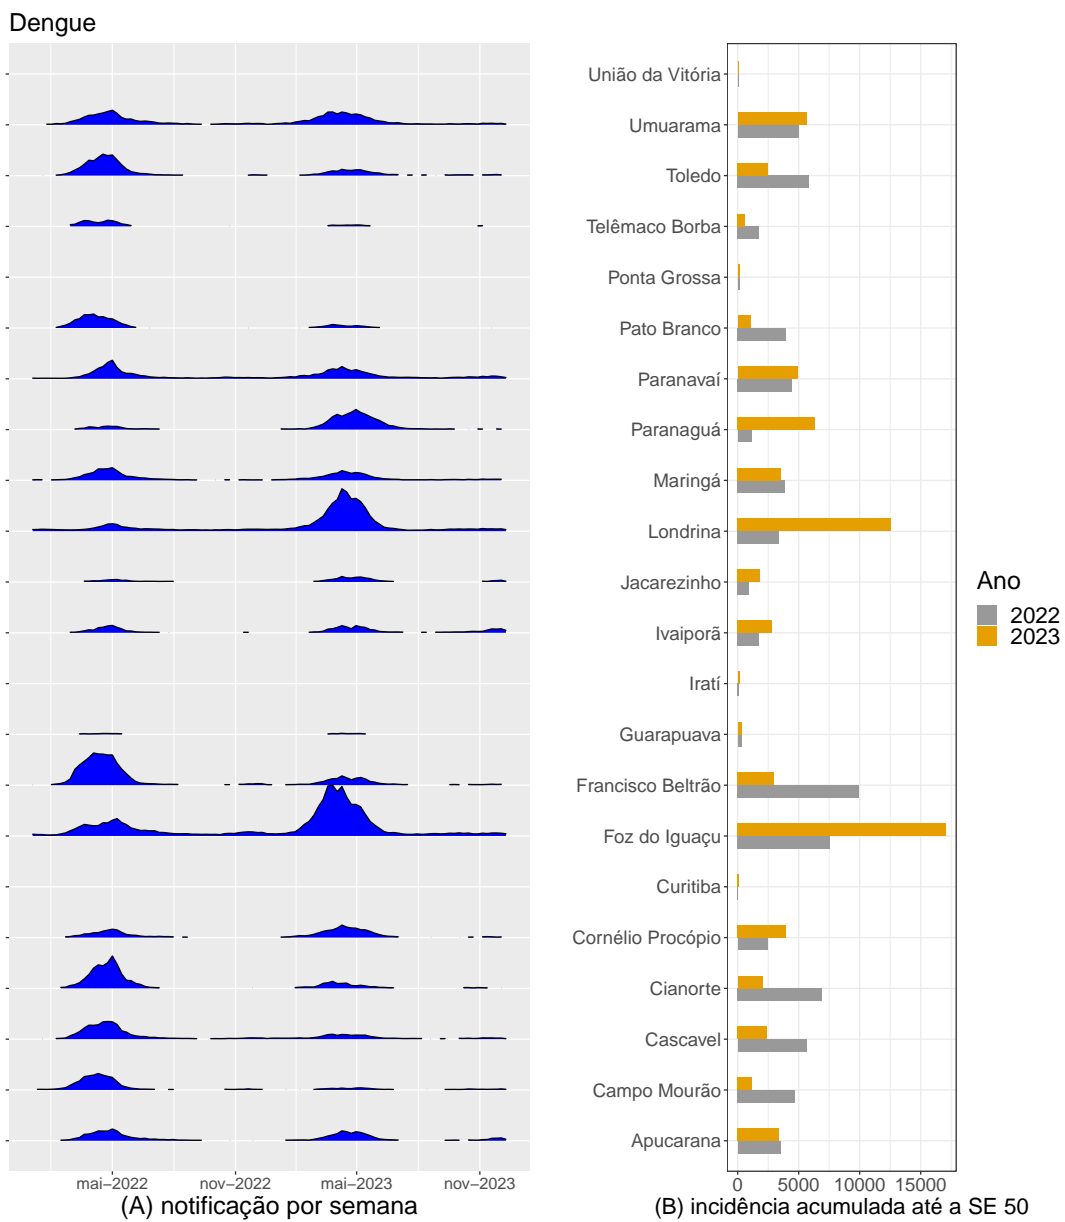 Dengue
União da Vitória
Umuarama
Toledo
Telêmaco Borba
Ponta Grossa
Pato Branco
Paranavaí
Paranaguá
Maringá
Londrina
Jacarezinho
Ivaiporã
Iratí
Guarapuava
Francisco Beltrão
Foz do Iguaçu
Curitiba
Cornélio Procópio
Cianorte
Cascavel
Campo Mourão
Apucarana
Ano
2022
2023
mai−2022 nov−2022 mai−2023 nov−2023
0 5000 10000 15000
(A) notificação por semana
(B) incidência acumulada até a SE 50